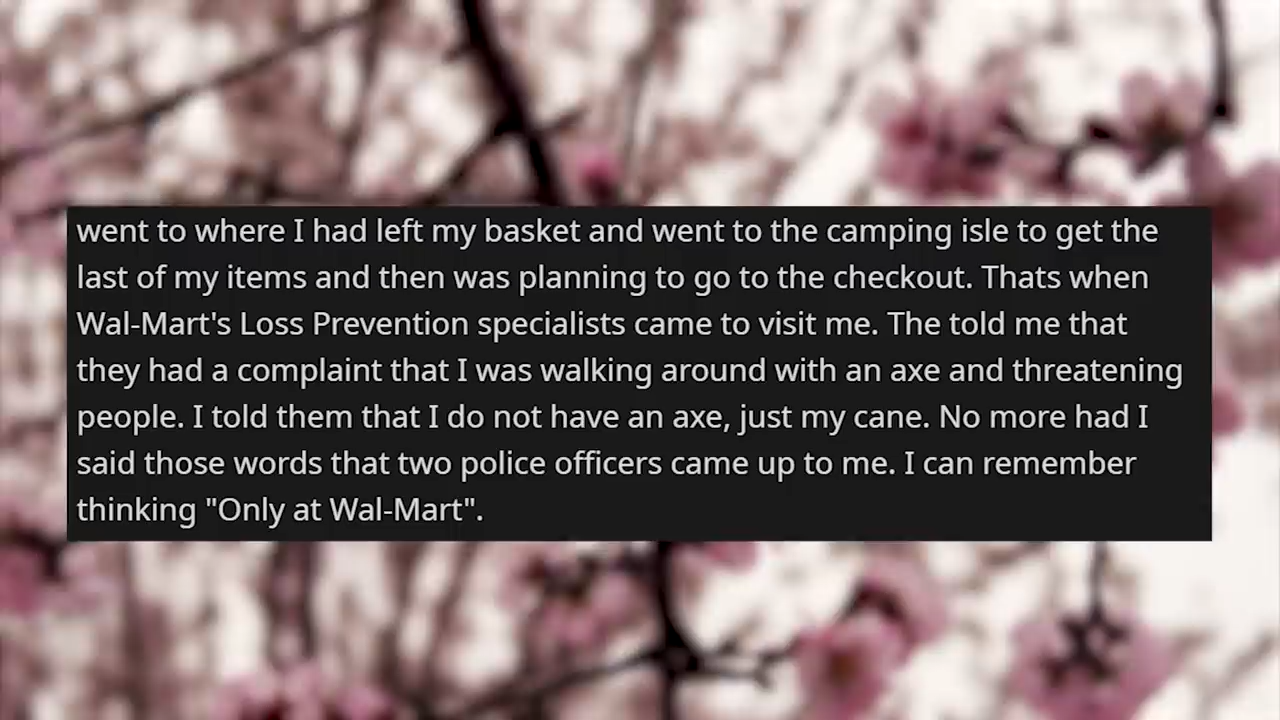 went to where I had left my basket and went to the camping isle to get the
last of my items and then was planning to go to the checkout. Thats when
Wal-Mart's Loss Prevention specialists came to visit me. The told me that
they had a complaint that I was walking around with an axe and threatening
people. I told them that I do not have an axe, just my cane. No more had I
said those words that two police officers came up to me. I can remember
thinking "Only at Wal-Mart".